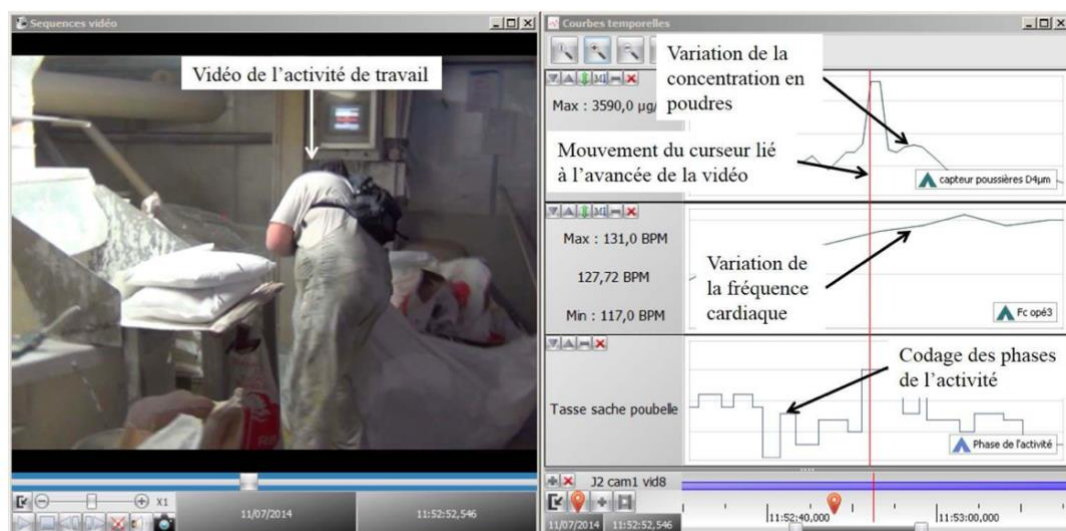 Sequences vidéo
Vidéo de l'activité de travail
X1
11/07/2014
11:52:52,546
Courbes temporelles
Variation de la
concentration en
poudres
Max : 3590,0 µg/
Mouvement du curseur lié
à l'avancée de la vidéo
capteur poussières D4µm
Max : 131,0 BPM
127,72 BPM
Min : 117,0 BPM
Variation de
la fréquence
cardiaque
Fc opé3
Codage des phases
de l'activité
Tasse sache poubelle
Phase de l'activité
J2 cam1 vid8
11/07/2014
11:52:52,546
11:52:40,000
11:53:00,000